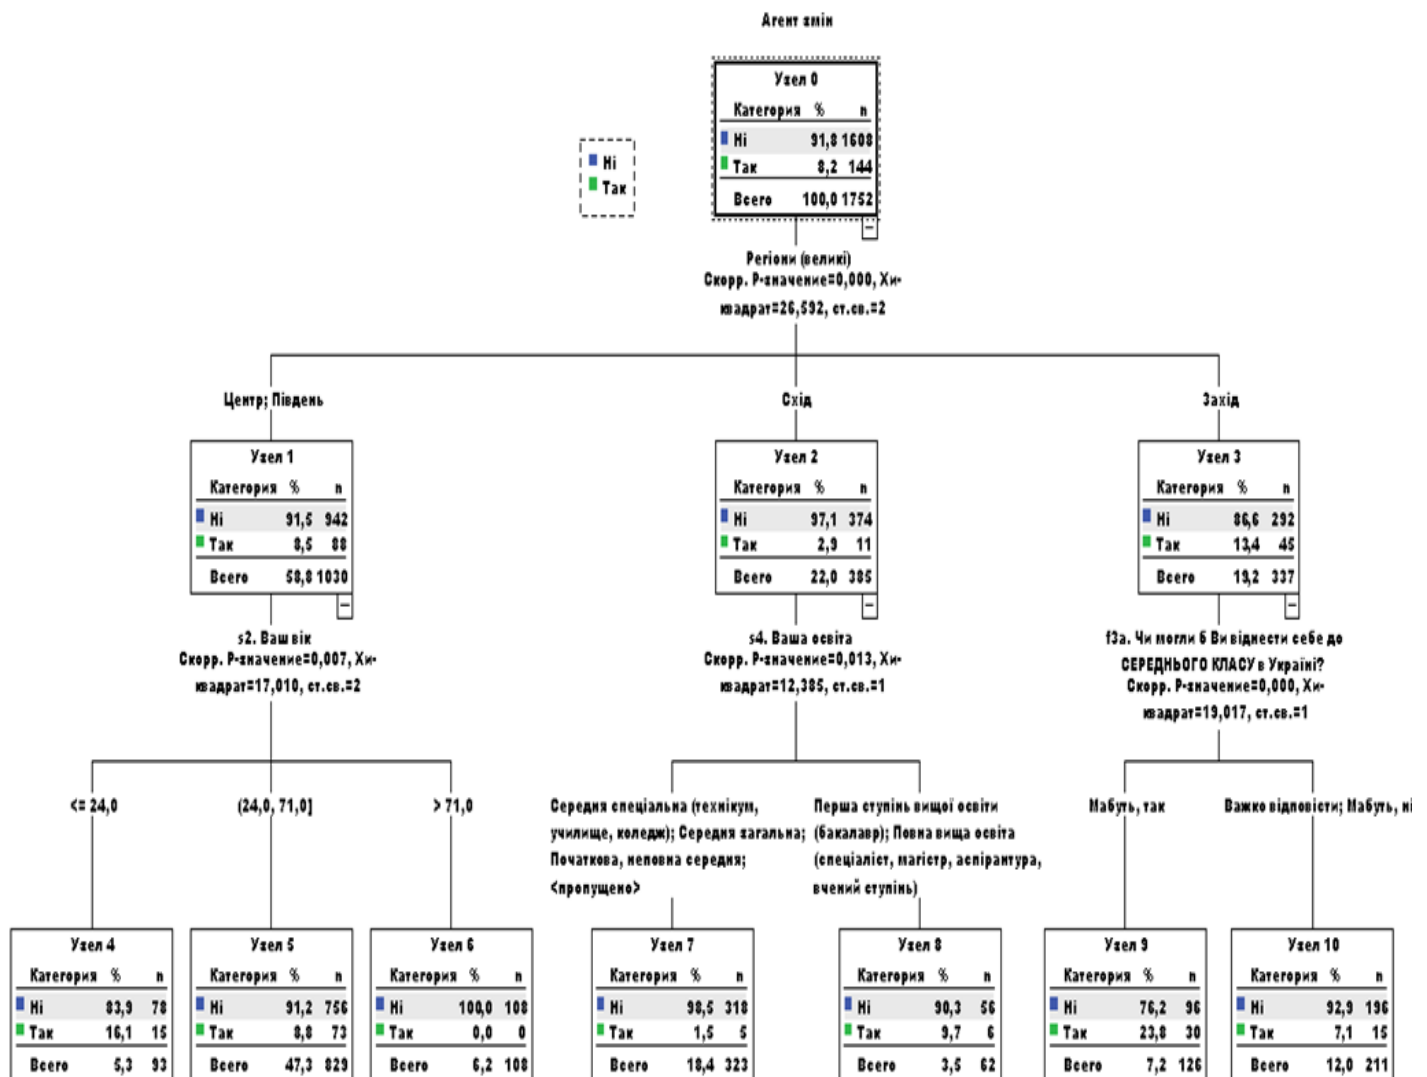 Агент змін
Узел 0
Категория % n
Ні 91,8 1608
Так 8,2 144
Всего 100,0 1752
Ні
Так
Регіони (великі)
Скорр. P-значение=0,000, Хи-
квадрат=26,592, ст.св.=2
Центр; Південь
Схід
Захід
Узел 1
Категория % n
Ні 91,5 942
Так 8,5 88
Всего 58,8 1030
Узел 2
Категория % n
Ні 97,1 374
Так 2,9 11
Всего 22,0 385
Узел 3
Категория % n
Ні 86,6 292
Так 13,4 45
Всего 19,2 337
s2. Ваш вік
Скорр. P-значение=0,007, Хи-
квадрат=17,010, ст.св.=2
s4. Ваша освіта
Скорр. P-значение=0,013, Хи-
квадрат=12,385, ст.св.=1
f3a. Чи могли б Ви віднести себе до
СЕРЕДНЬОГО КЛАСУ в Україні?
Скорр. P-значение=0,000, Хи-
квадрат=19,017, ст.св.=1
<= 24,0
(24,0, 71,0]
> 71,0
Середня спеціальна (технікум,
училище, коледж); Середня загальна;
Початкова, неповна середня;
<пропущено>
Перша ступінь вищої освіти
(бакалавр); Повна вища освіта
(спеціаліст, магістр, аспірантура,
вчений ступінь)
Мабуть, так
Важко відповісти; Мабуть, ні
Узел 4
Категория % n
Ні 83,9 78
Так 16,1 15
Всего 5,3 93
Узел 5
Категория % n
Ні 91,2 756
Так 8,8 73
Всего 47,3 829
Узел 6
Категория % n
Ні 100,0 108
Так 0,0 0
Всего 6,2 108
Узел 7
Категория % n
Ні 98,5 318
Так 1,5 5
Всего 18,4 323
Узел 8
Категория % n
Ні 90,3 56
Так 9,7 6
Всего 3,5 62
Узел 9
Категория % n
Ні 76,2 96
Так 23,8 30
Всего 7,2 126
Узел 10
Категория % n
Ні 92,9 196
Так 7,1 15
Всего 12,0 211